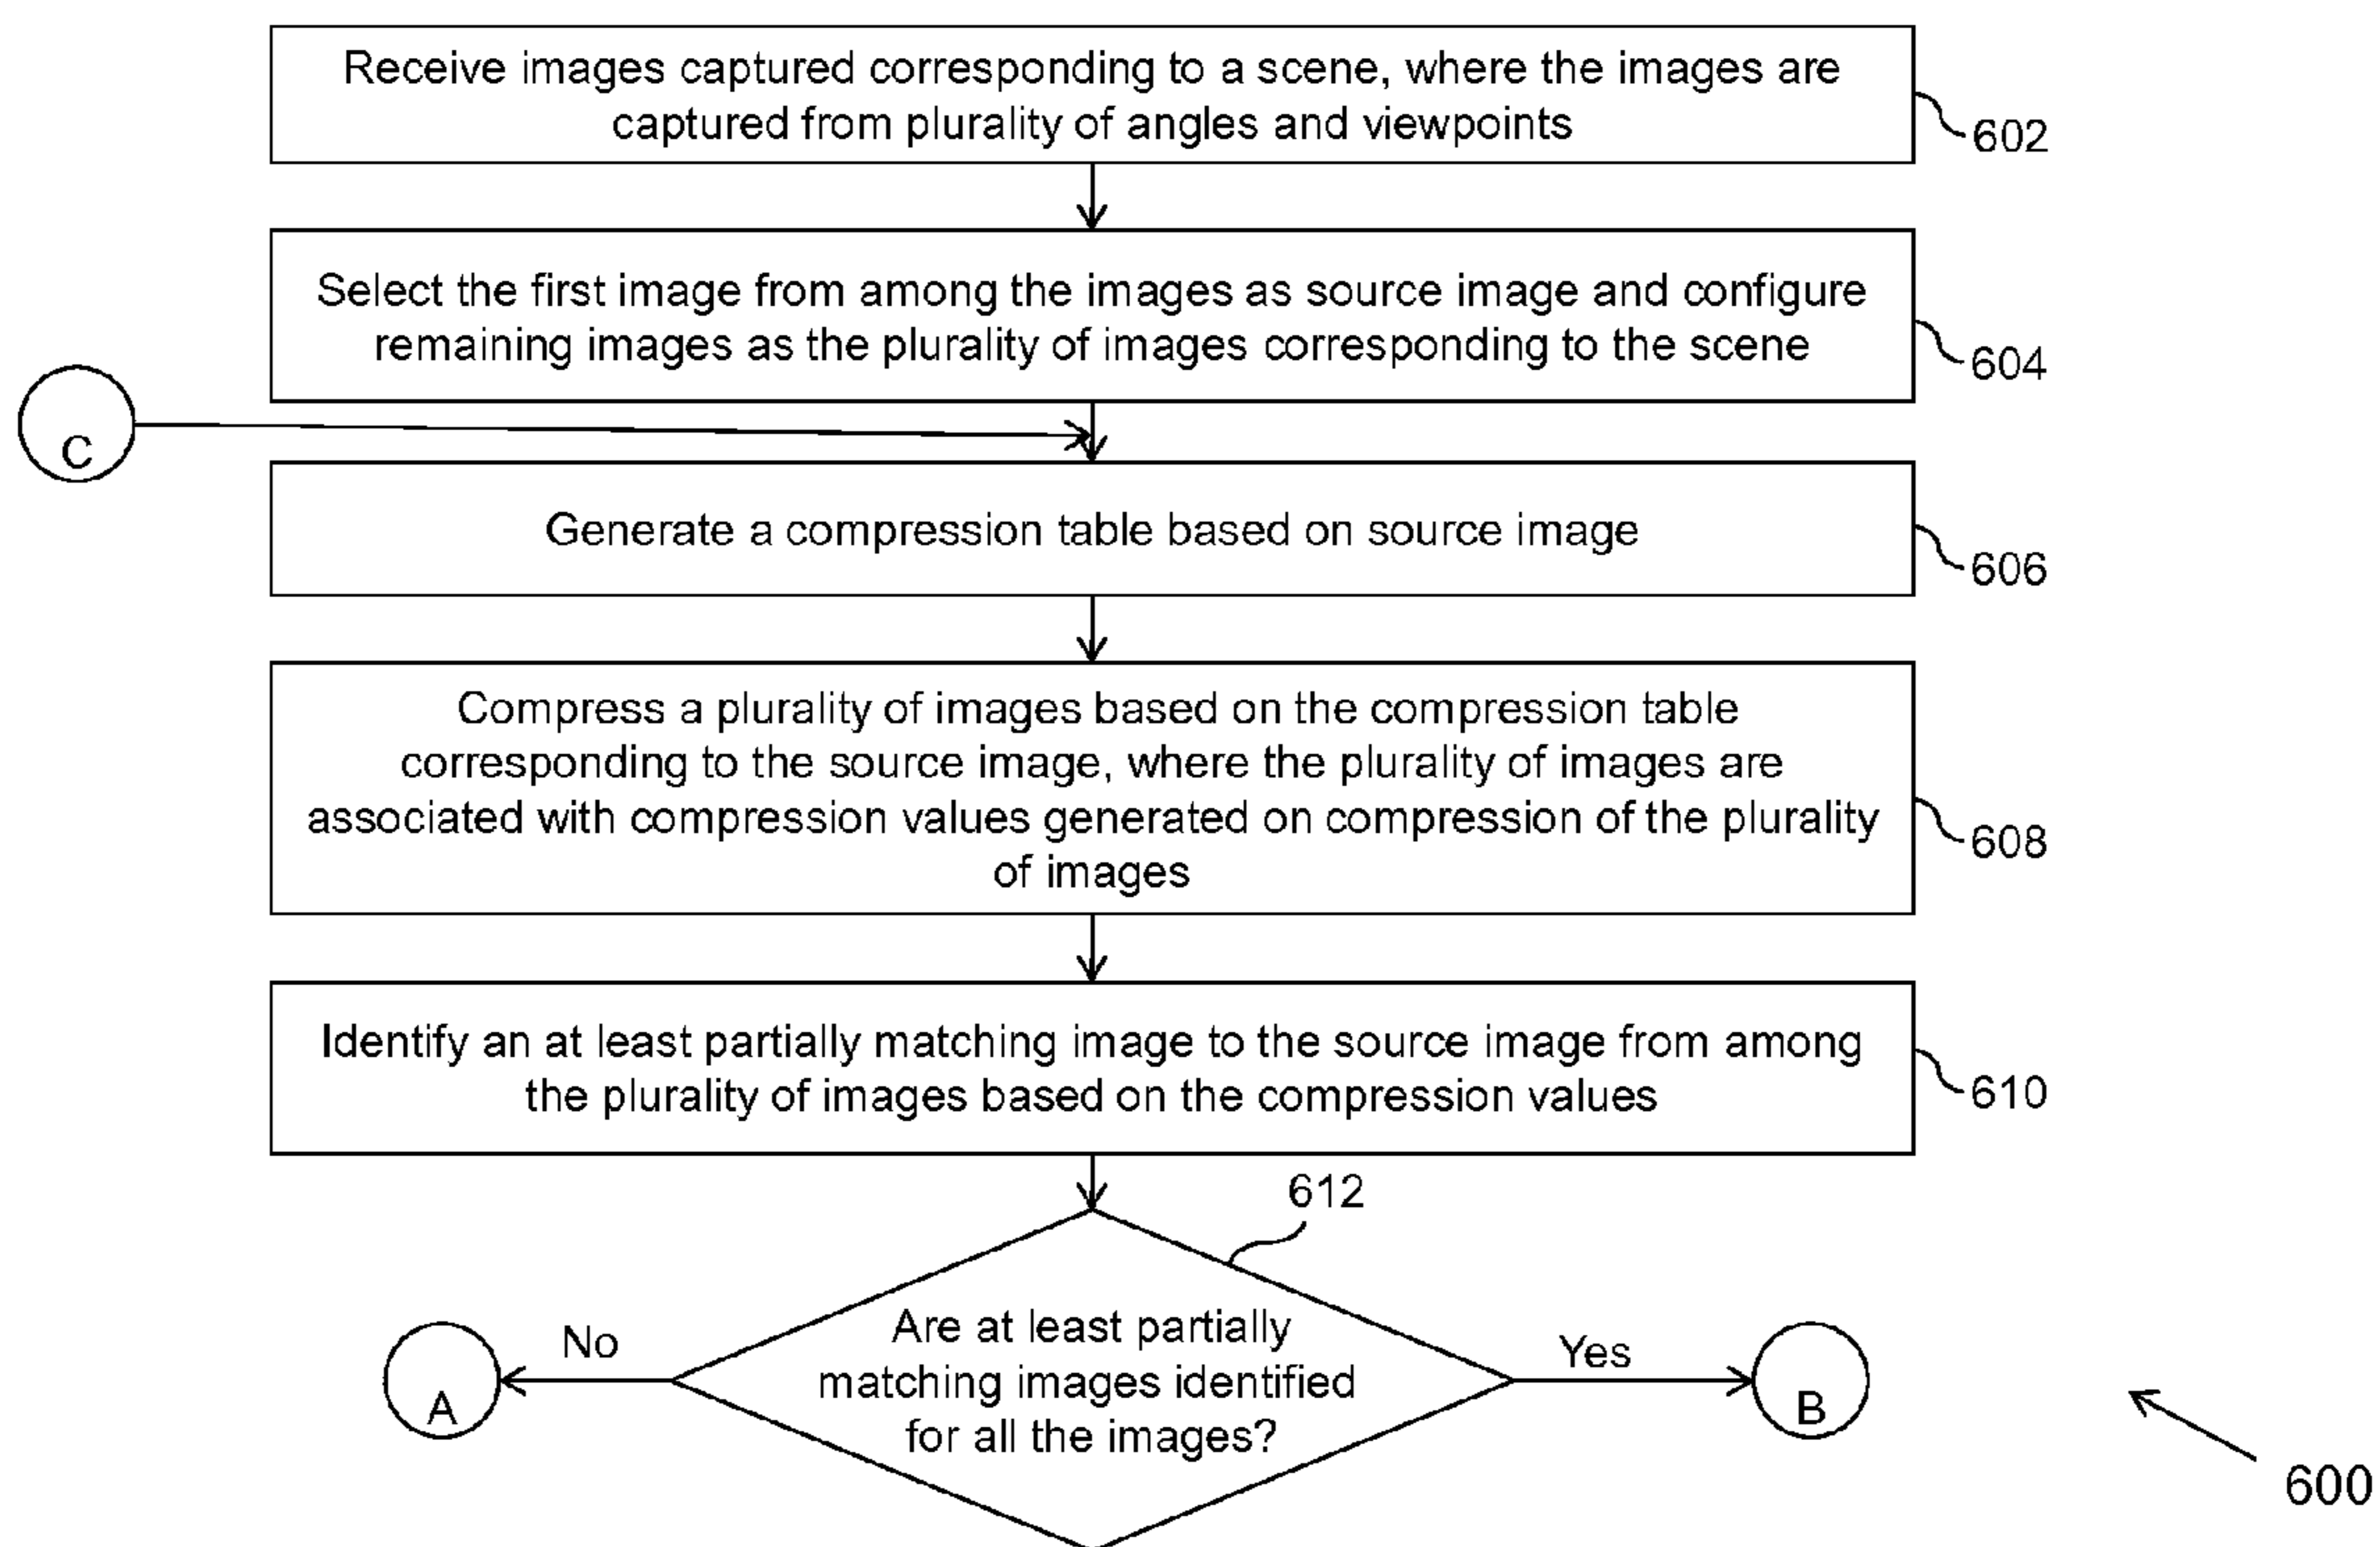 Receive images captured corresponding to a scene, where the images are
captured from plurality of angles and viewpoints
602
Select the first image from among the images as source image and configure
remaining images as the plurality of images corresponding to the scene
604
C
Generate a compression table based on source image
606
Compress a plurality of images based on the compression table
corresponding to the source image, where the plurality of images are
associated with compression values generated on compression of the plurality
of images
608
Identify an at least partially matching image to the source image from among
the plurality of images based on the compression values
610
612
Are at least partially
matching images identified
for all the images?
No
A
Yes
B
600